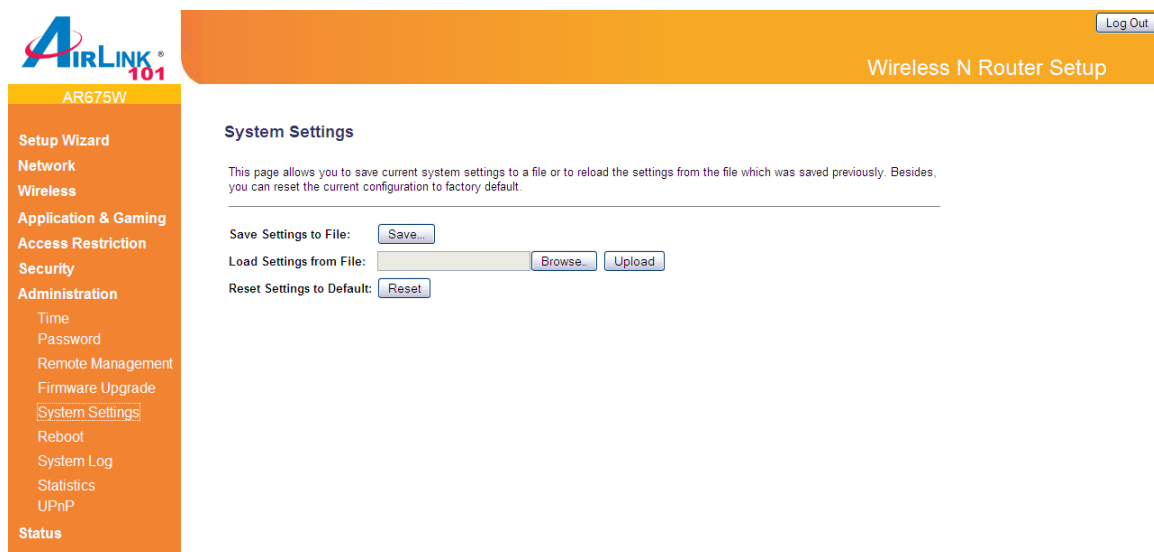 Log Out
AIRLINK ®
101
Wireless N Router Setup
AR675W
Setup Wizard
Network
Wireless
Application & Gaming
Access Restriction
Security
Administration
Time
Password
Remote Management
Firmware Upgrade
System Settings
Reboot
System Log
Statistics
UPnP
Status
System Settings
This page allows you to save current system settings to a file or to reload the settings from the file which was saved previously. Besides,
you can reset the current configuration to factory default.
Save Settings to File: Save...
Load Settings from File: Browse.. Upload
Reset Settings to Default: Reset